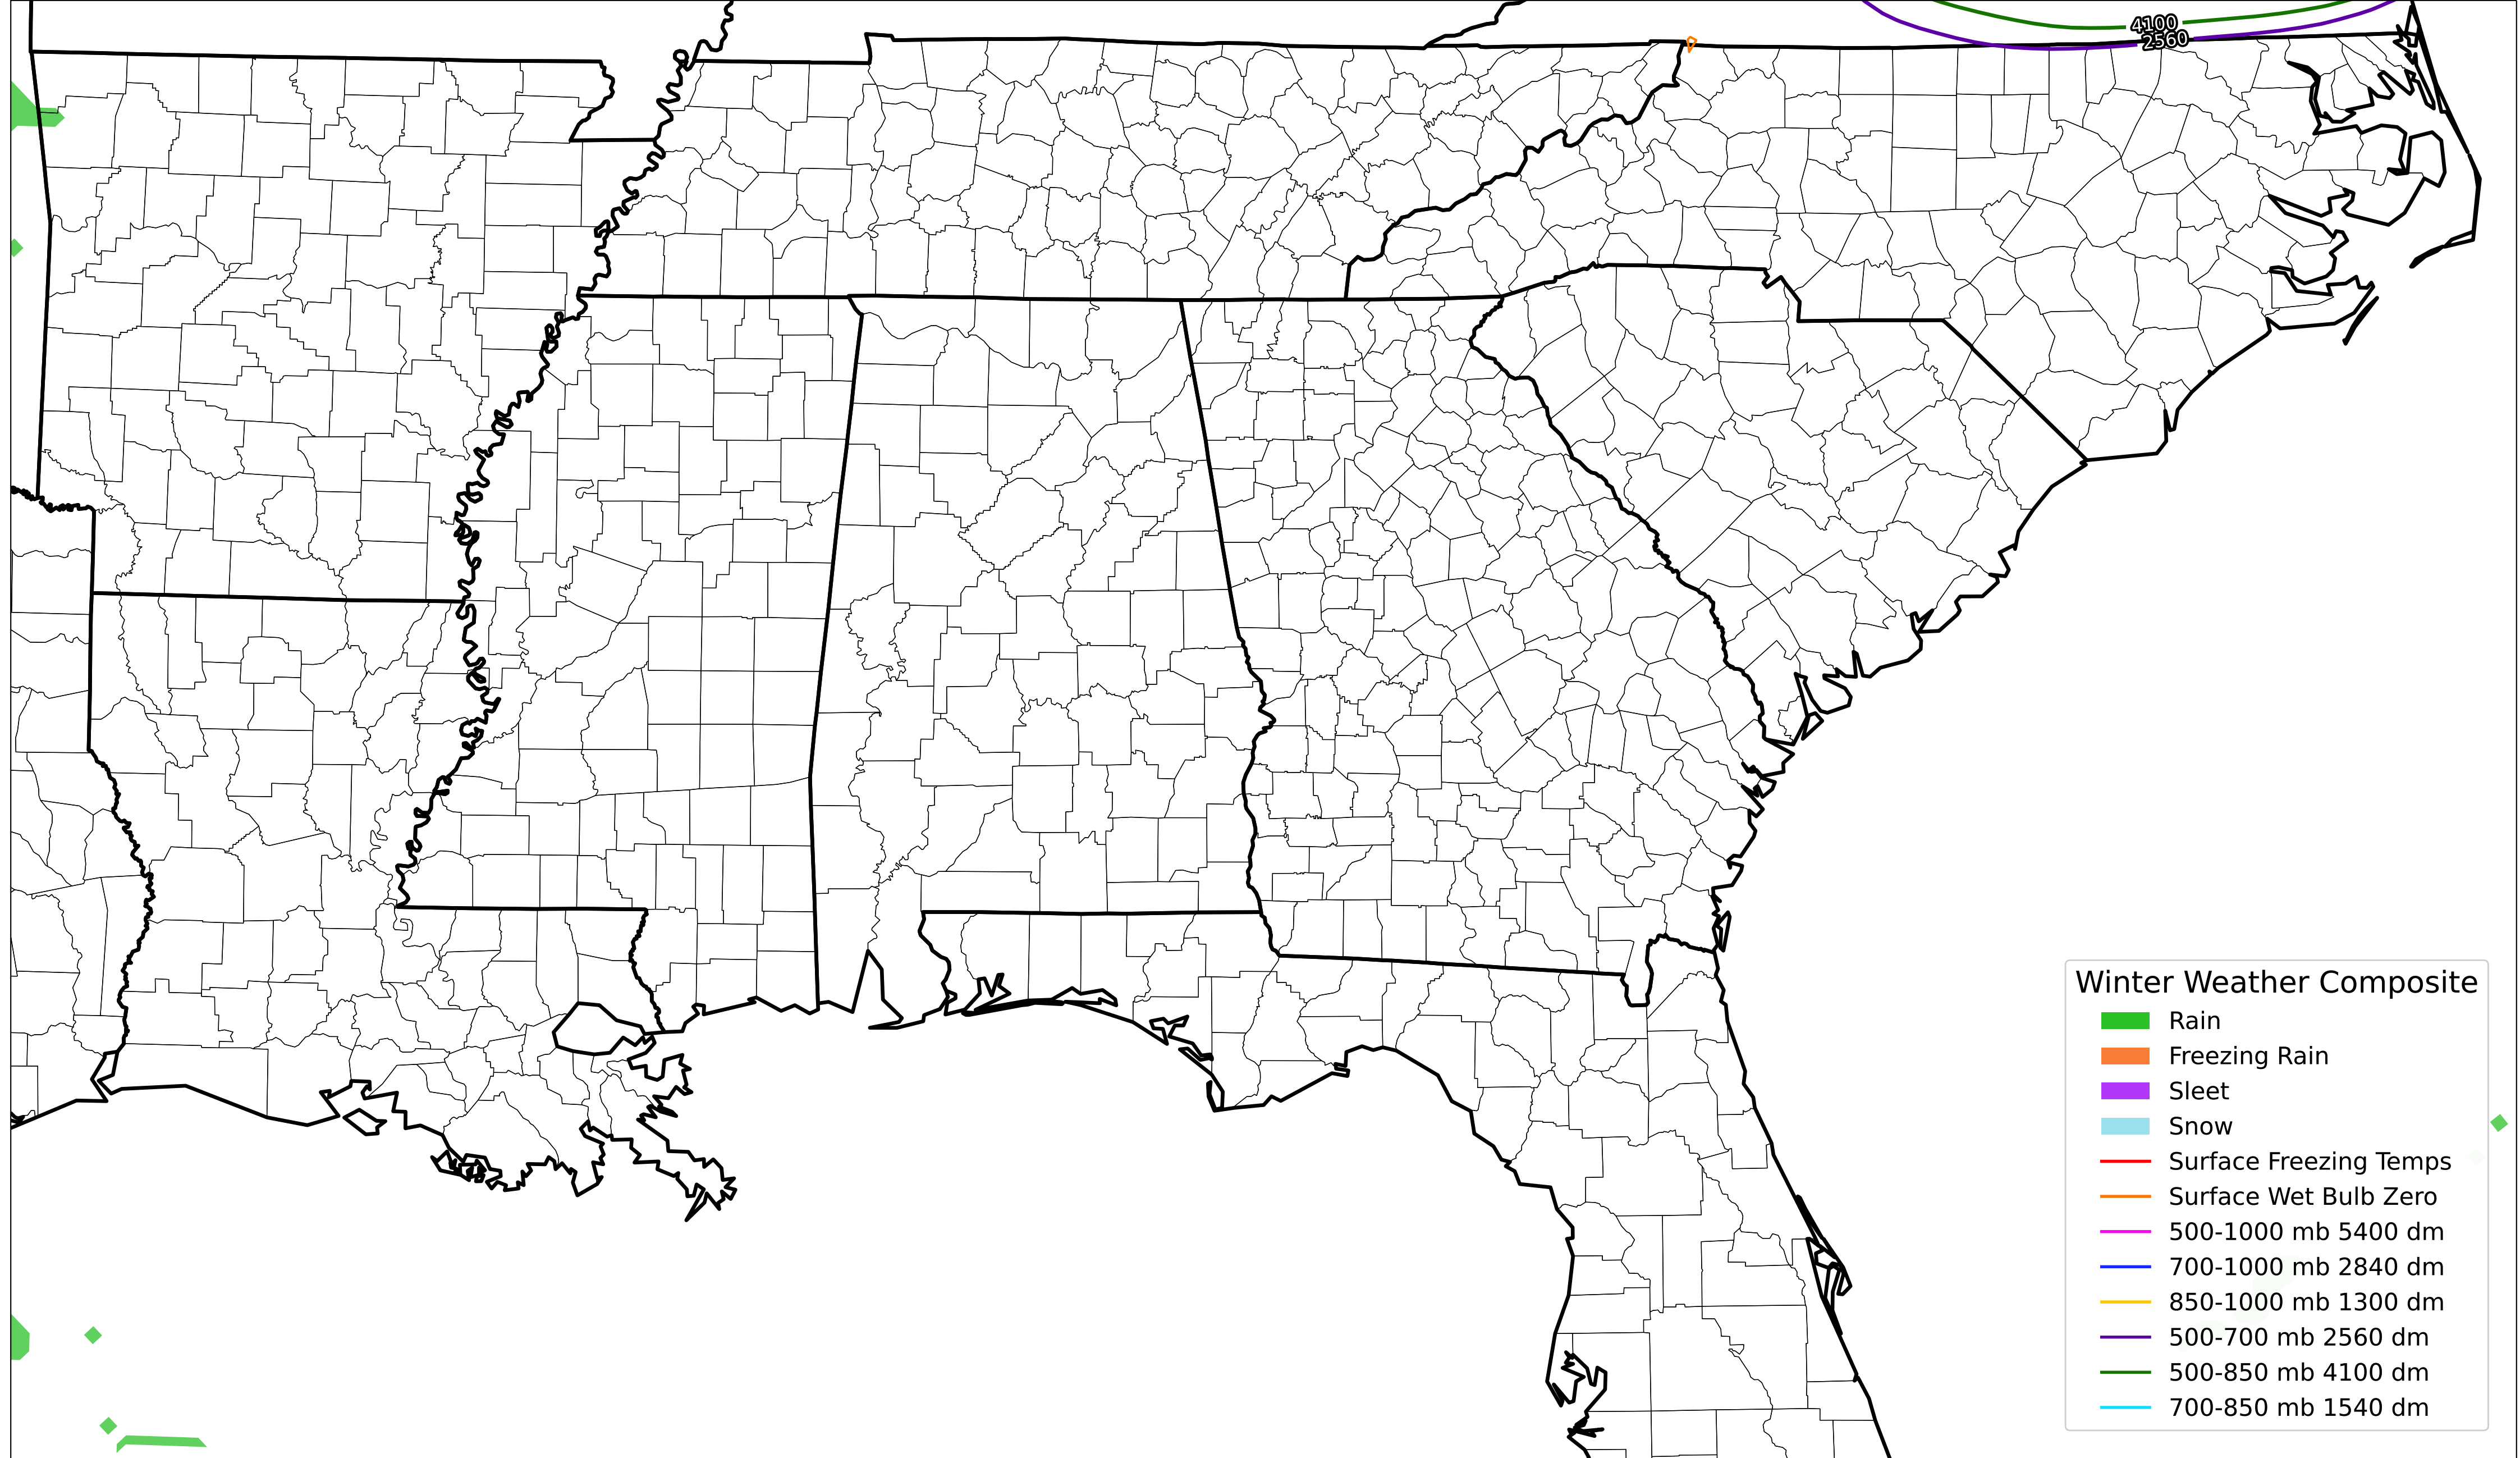 4100
2560
Winter Weather Composite
Rain
Freezing Rain
Sleet
Snow
Surface Freezing Temps
Surface Wet Bulb Zero
500-1000 mb 5400 dm
700-1000 mb 2840 dm
850-1000 mb 1300 dm
500-700 mb 2560 dm
500-850 mb 4100 dm
700-850 mb 1540 dm